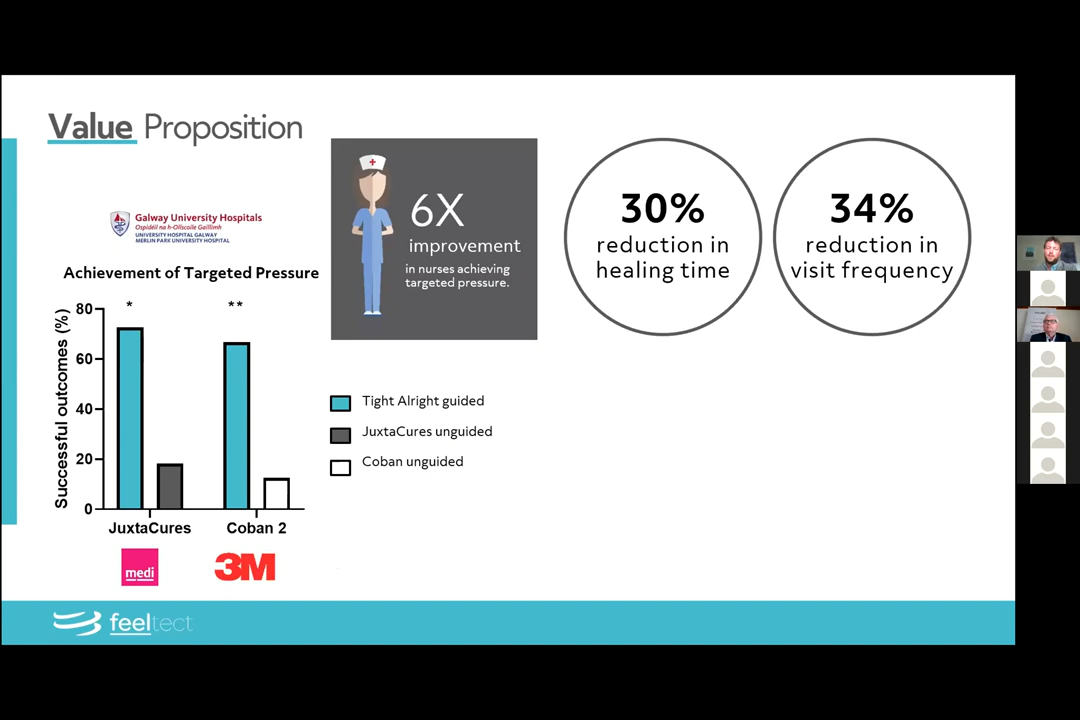 Value Proposition
Galway University Hospitals
Ospidéil na h-Ollscoile Gaillimh
UNIVERSITY HOSPITAL GALWAY
MERLIN PARK UNIVERSITY HOSPITAL
Achievement of Targeted Pressure
Successful outcomes (%)
80
60
40
20
0
*
**
JuxtaCures
Coban 2
medi
3M
6X
improvement
in nurses achieving
targeted pressure.
30%
reduction in
healing time
34%
reduction in
visit frequency
Tight Alright guided
JuxtaCures unguided
Coban unguided
feeltect